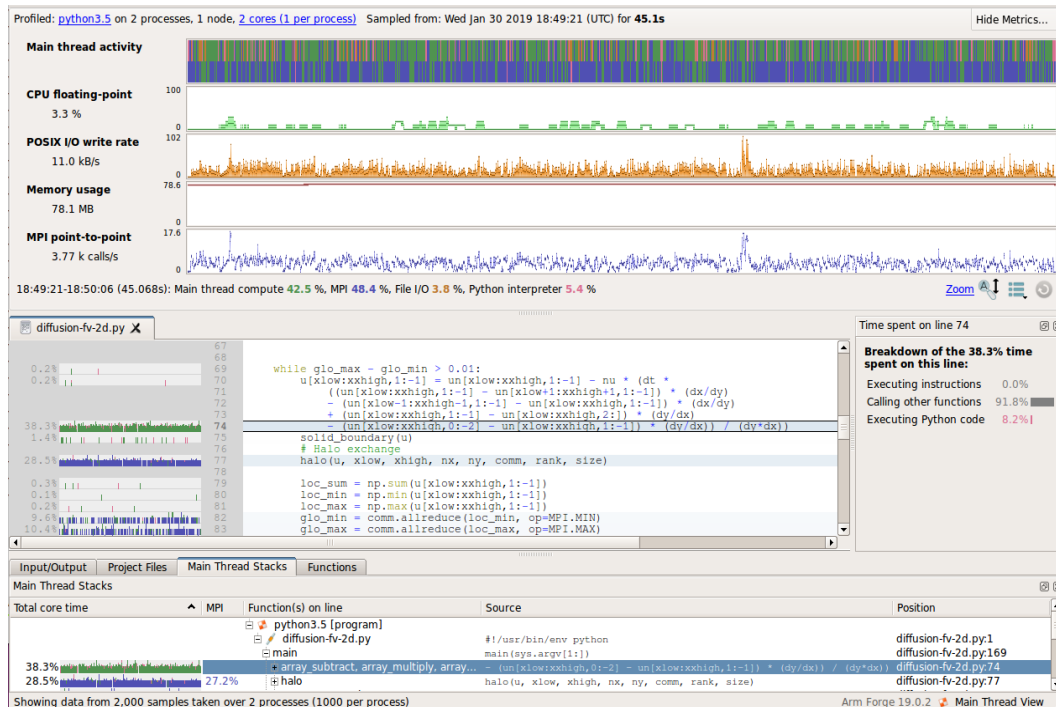 Profiled: python3.5 on 2 processes, 1 node, 2 cores (1 per process) Sampled from: Wed Jan 30 2019 18:49:21 (UTC) for 45.1s Hide Metrics...
Main thread activity
CPU floating-point 100
3.3 %
0
POSIX I/O write rate 102
11.0 kB/s
0
Memory usage 78.6
78.1 MB
0
MPI point-to-point 17.6
3.77 k calls/s
0
18:49:21-18:50:06 (45.068s): Main thread compute 42.5 %, MPI 48.4 %, File I/O 3.8 %, Python interpreter 5.4 % Zoom
diffusion-fv-2d.py
67
68
0.2% 69 while glo_max - glo_min > 0.01:
0.2% 70 u[xlow:xxhigh,1:-1] = un[xlow:xxhigh,1:-1] - nu * (dt *
71 ((un[xlow:xxhigh,1:-1] - un[xlow+1:xxhigh+1,1:-1]) * (dx/dy)
72 - (un[xlow-1:xxhigh-1,1:-1] - un[xlow:xxhigh,1:-1]) * (dx/dy)
73 + (un[xlow:xxhigh,1:-1] - un[xlow:xxhigh,2:]) * (dy/dx)
38.3% 74 - (un[xlow:xxhigh,0:-2] - un[xlow:xxhigh,1:-1]) * (dy/dx)) / (dy*dx))
1.4% 75 solid_boundary(u)
76 # Halo exchange
28.5% 77 halo(u, xlow, xhigh, nx, ny, comm, rank, size)
78
0.3% 79 loc_sum = np.sum(u[xlow:xxhigh,1:-1])
0.1% 80 loc_min = np.min(u[xlow:xxhigh,1:-1])
0.2% 81 loc_max = np.max(u[xlow:xxhigh,1:-1])
9.6% 82 glo_min = comm.allreduce(loc_min, op=MPI.MIN)
10.4% 83 glo_max = comm.allreduce(loc_max, op=MPI.MAX)
Time spent on line 74
Breakdown of the 38.3% time
spent on this line:
Executing instructions 0.0%
Calling other functions 91.8%
Executing Python code 8.2%
Input/Output Project Files Main Thread Stacks Functions
Main Thread Stacks
Total core time MPI Function(s) on line Source Position
python3.5 [program]
diffusion-fv-2d.py #!/usr/bin/env python diffusion-fv-2d.py:1
main main(sys.argv[1:]) diffusion-fv-2d.py:169
38.3% array_subtract, array_multiply, array... - (un[xlow:xxhigh,0:-2] - un[xlow:xxhigh,1:-1]) * (dy/dx)) / (dy*dx)) diffusion-fv-2d.py:74
28.5% 27.2% halo halo(u, xlow, xhigh, nx, ny, comm, rank, size) diffusion-fv-2d.py:77
Showing data from 2,000 samples taken over 2 processes (1000 per process) Arm Forge 19.0.2 Main Thread View